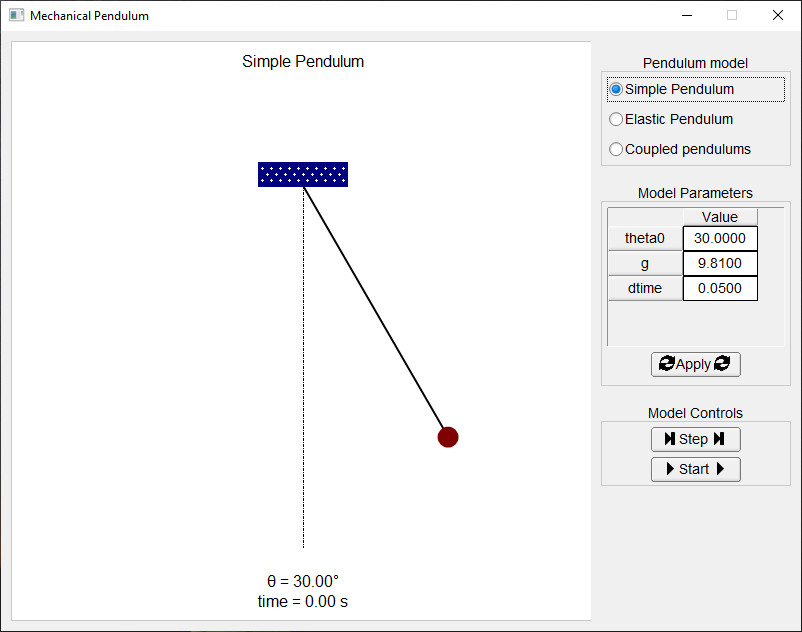 Mechanical Pendulum
Simple Pendulum
θ = 30.00°
time = 0.00 s
Pendulum model
Simple Pendulum
Elastic Pendulum
Coupled pendulums
Model Parameters
Value
theta0 30.0000
g 9.8100
dtime 0.0500
Apply
Model Controls
Step
Start